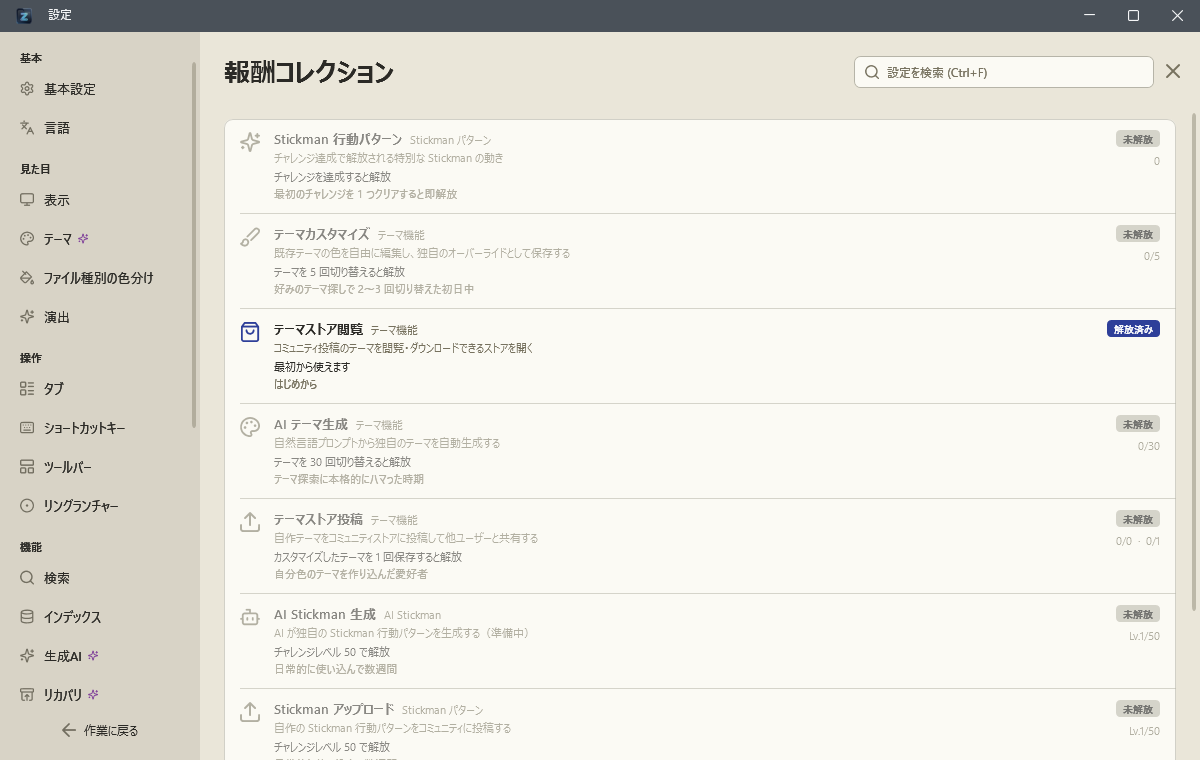 設定
基本
基本設定
言語
見た目
表示
テーマ
ファイル種別の色分け
演出
操作
タブ
ショートカットキー
ツールバー
リングランチャー
機能
検索
インデックス
生成AI
リカバリ
作業に戻る
報酬コレクション
設定を検索 (Ctrl+F)
Stickman 行動パターン Stickman パターン
未解放
チャレンジ達成で解放される特別な Stickman の動き
0
チャレンジを達成すると解放
最初のチャレンジを 1 つクリアすると即解放
テーマカスタマイズ テーマ機能
未解放
既存テーマの色を自由に編集し、独自のオーバーライドとして保存する
0/5
テーマを 5 回切り替えると解放
好みのテーマ探しで 2〜3 回切り替えた初日中
テーマストア閲覧 テーマ機能
解放済み
コミュニティ投稿のテーマを閲覧・ダウンロードできるストアを開く
最初から使えます
はじめから
AI テーマ生成 テーマ機能
未解放
自然言語プロンプトから独自のテーマを自動生成する
0/30
テーマを 30 回切り替えると解放
テーマ探索に本格的にハマった時期
テーマストア投稿 テーマ機能
未解放
自作テーマをコミュニティストアに投稿して他ユーザーと共有する
0/0 · 0/1
カスタマイズしたテーマを 1 回保存すると解放
自分色のテーマを作り込んだ愛好者
AI Stickman 生成 AI Stickman
未解放
AI が独自の Stickman 行動パターンを生成する（準備中）
Lv.1/50
チャレンジレベル 50 で解放
日常的に使い込んで数週間
Stickman アップロード Stickman パターン
未解放
自作の Stickman 行動パターンをコミュニティに投稿する
Lv.1/50
チャレンジレベル 50 で解放